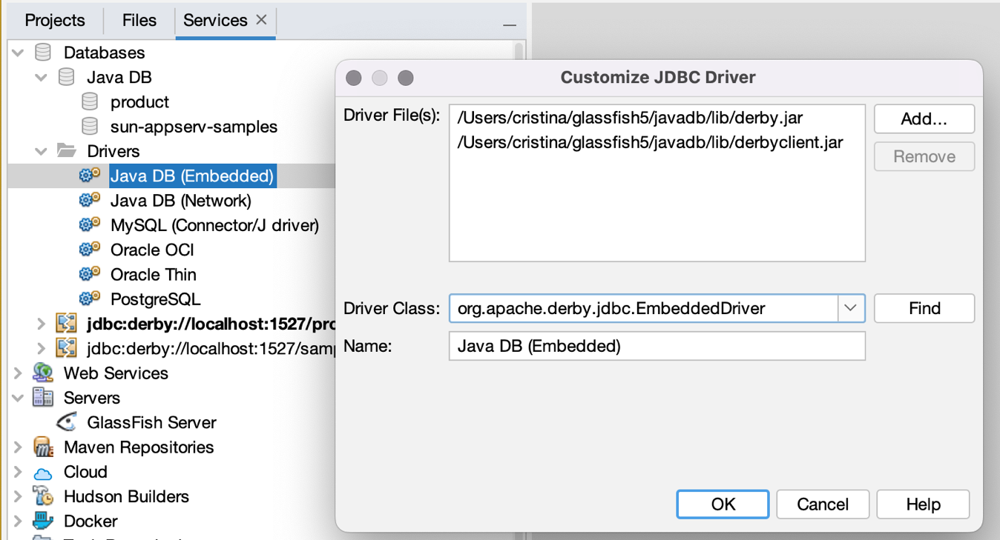 Projects
Files
Services
Databases
Java DB
product
sun-appserv-samples
Drivers
Java DB (Embedded)
Java DB (Network)
MySQL (Connector/J driver)
Oracle OCI
Oracle Thin
PostgreSQL
jdbc:derby://localhost:1527/pro
jdbc:derby://localhost:1527/sam
Web Services
Servers
GlassFish Server
Maven Repositories
Cloud
Hudson Builders
Docker
Customize JDBC Driver
Driver File(s):
/Users/cristina/glassfish5/javadb/lib/derby.jar
/Users/cristina/glassfish5/javadb/lib/derbyclient.jar
Add...
Remove
Driver Class: org.apache.derby.jdbc.EmbeddedDriver
Find
Name: Java DB (Embedded)
OK
Cancel
Help